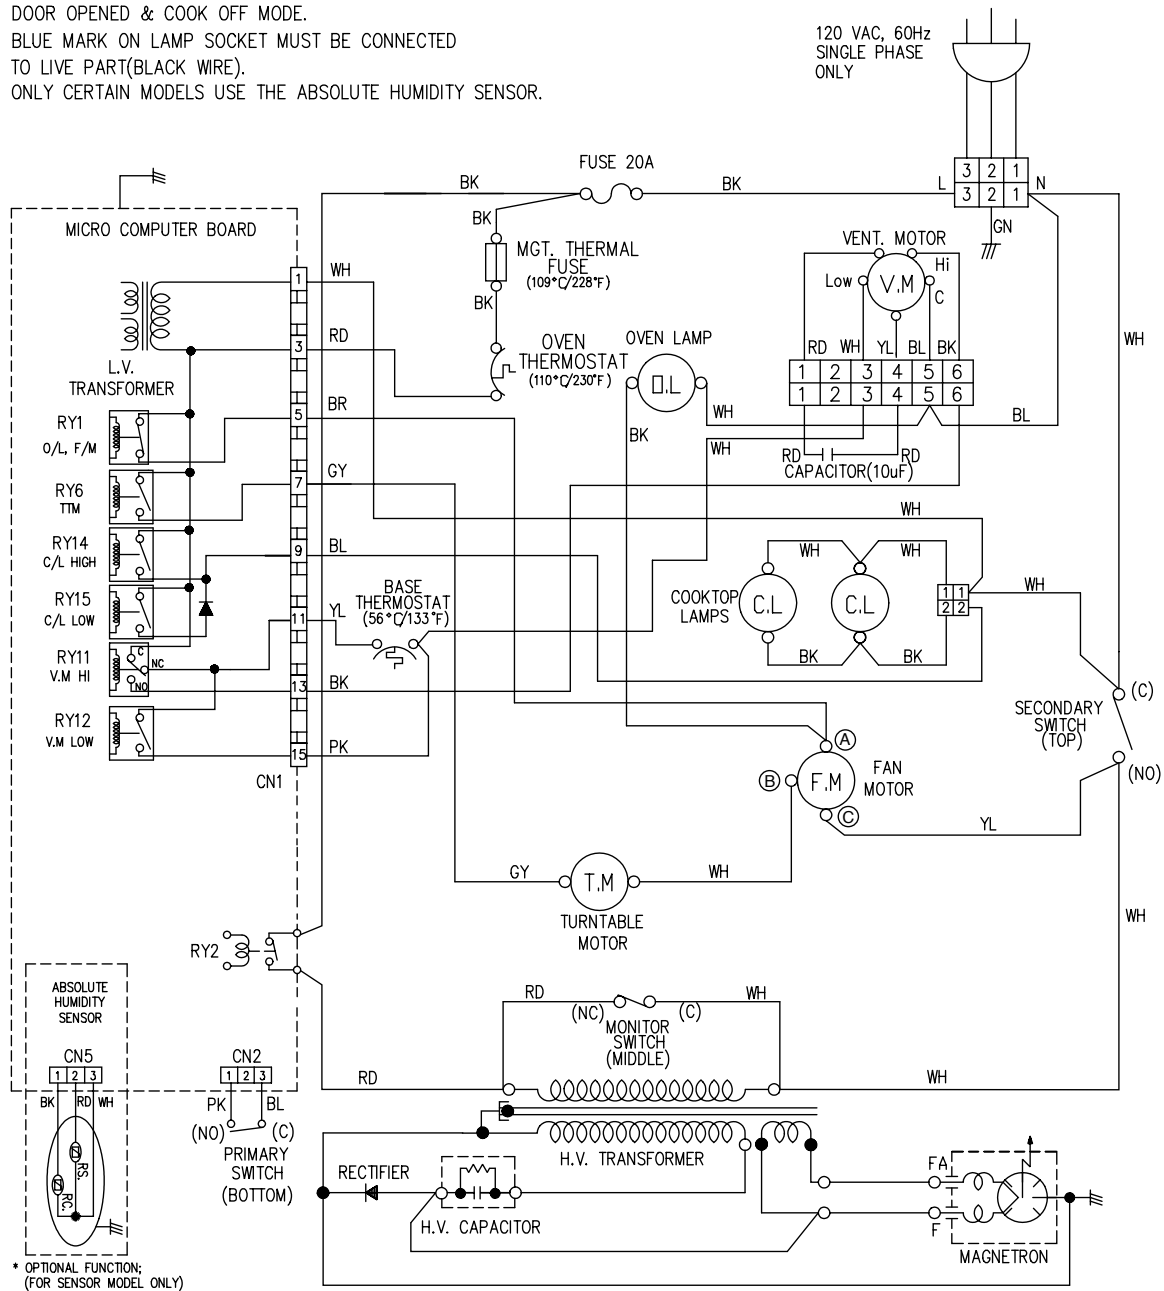 DOOR OPENED & COOK OFF MODE.
BLUE MARK ON LAMP SOCKET MUST BE CONNECTED
TO LIVE PART(BLACK WIRE).
ONLY CERTAIN MODELS USE THE ABSOLUTE HUMIDITY SENSOR.
120 VAC, 60Hz
SINGLE PHASE
ONLY
FUSE 20A
BK
BK
L
3 2 1
3 2 1
N
GN
MICRO COMPUTER BOARD
BK
MGT. THERMAL
FUSE
(109°C/228°F)
BK
VENT. MOTOR
Low
V.M
Hi
C
1
WH
3
RD
OVEN
THERMOSTAT
(110°C/230°F)
OVEN LAMP
O.L
WH
BK
RD WH YL BL BK
1 2 3 4 5 6
1 2 3 4 5 6
WH
BL
L.V.
TRANSFORMER
RY1
O/L, F/M
5
BR
WH
RD
RD
CAPACITOR(10uF)
RY6
TTM
7
GY
WH
RY14
C/L HIGH
9
BL
WH
WH
RY15
C/L LOW
BASE
THERMOSTAT
(56°C/133°F)
COOKTOP
LAMPS
C.L
C.L
1 1
2 2
WH
11
YL
BK
BK
RY11
V.M HI
C
NC
NO
13
BK
RY12
V.M LOW
15
PK
CN1
SECONDARY
SWITCH
(TOP)
(C)
(NO)
A
B
F.M
C
FAN
MOTOR
YL
GY
T.M
WH
TURNTABLE
MOTOR
WH
RY2
ABSOLUTE
HUMIDITY
SENSOR
CN5
1 2 3
BK RD WH
RS.
RC.
CN2
1 2 3
PK
BL
(NO)
(C)
PRIMARY
SWITCH
(BOTTOM)
RD
(NC)
(C)
WH
MONITOR
SWITCH
(MIDDLE)
RD
WH
H.V. TRANSFORMER
RECTIFIER
H.V. CAPACITOR
FA
F
MAGNETRON
* OPTIONAL FUNCTION;
(FOR SENSOR MODEL ONLY)